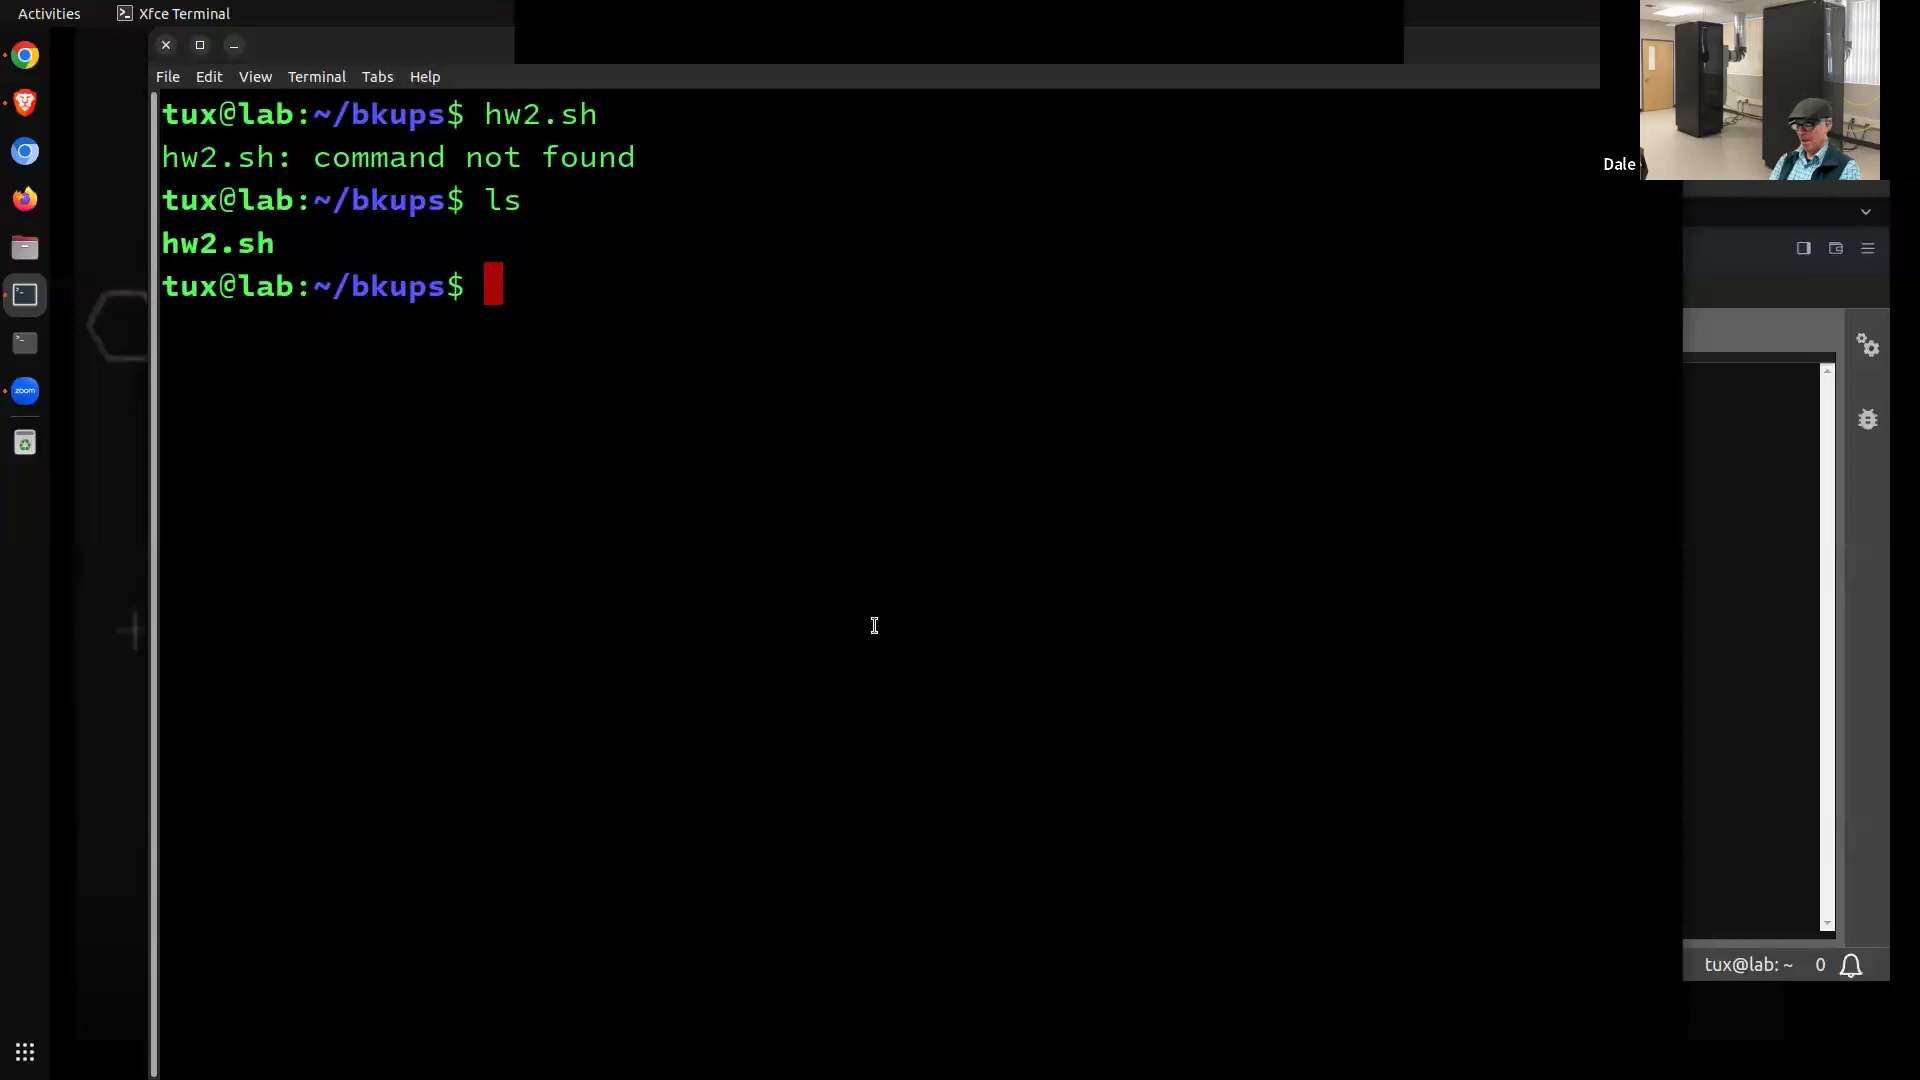 Activities Xfce Terminal
File Edit View Terminal Tabs Help
tux@lab:~/bkups$ hw2.sh
hw2.sh: command not found
tux@lab:~/bkups$ ls
hw2.sh
tux@lab:~/bkups$
Dale
zoom
tux@lab: ~ 0